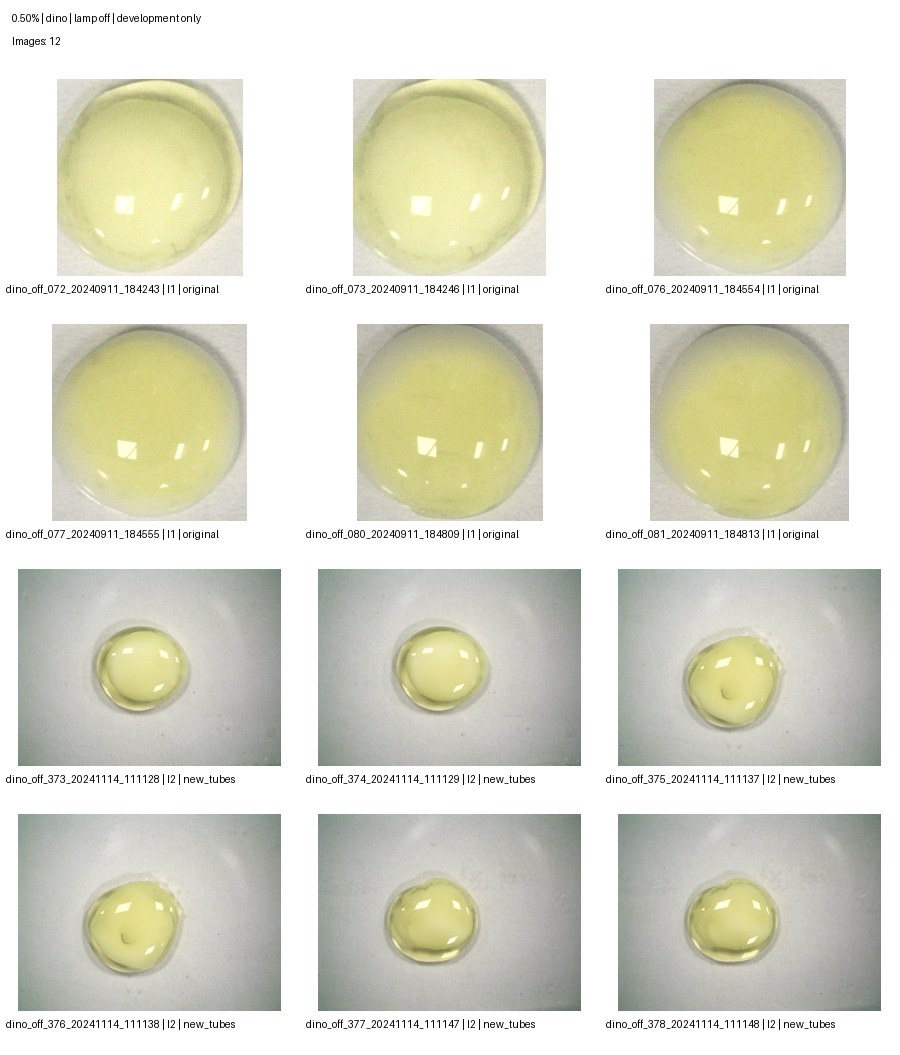 0.50% | dino | lamp off | development only
Images: 12
dino_off_072_20240911_184243 | l1 | original
dino_off_073_20240911_184246 | l1 | original
dino_off_076_20240911_184554 | l1 | original
dino_off_077_20240911_184555 | l1 | original
dino_off_080_20240911_184809 | l1 | original
dino_off_081_20240911_184813 | l1 | original
dino_off_373_20241114_111128 | l2 | new_tubes
dino_off_374_20241114_111129 | l2 | new_tubes
dino_off_375_20241114_111137 | l2 | new_tubes
dino_off_376_20241114_111138 | l2 | new_tubes
dino_off_377_20241114_111147 | l2 | new_tubes
dino_off_378_20241114_111148 | l2 | new_tubes